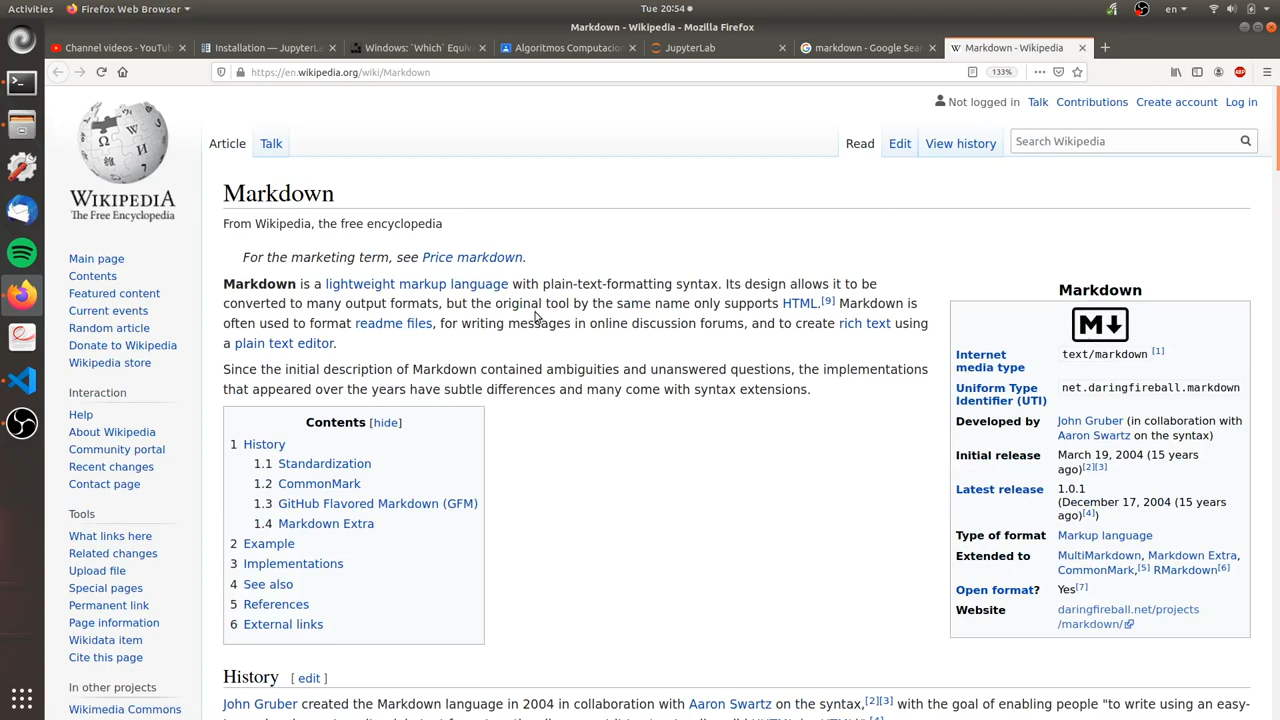 Activities
Firefox Web Browser
Tue 20:54
en
Markdown - Wikipedia - Mozilla Firefox
Channel videos - YouTub
Installation — JupyterLa
Windows: `Which` Equiv
Algoritmos Computacion
JupyterLab
markdown - Google Sear
Markdown - Wikipedia
https://en.wikipedia.org/wiki/Markdown
133%
ABP
Not logged in Talk Contributions Create account Log in
Article Talk
Read Edit View history
Search Wikipedia
WIKIPEDIA
The Free Encyclopedia
Main page
Contents
Featured content
Current events
Random article
Donate to Wikipedia
Wikipedia store
Interaction
Help
About Wikipedia
Community portal
Recent changes
Contact page
Tools
What links here
Related changes
Upload file
Special pages
Permanent link
Page information
Wikidata item
Cite this page
In other projects
Wikimedia Commons
Markdown
From Wikipedia, the free encyclopedia
For the marketing term, see Price markdown.
Markdown is a lightweight markup language with plain-text-formatting syntax. Its design allows it to be
converted to many output formats, but the original tool by the same name only supports HTML.[9] Markdown is
often used to format readme files, for writing messages in online discussion forums, and to create rich text using
a plain text editor.
Since the initial description of Markdown contained ambiguities and unanswered questions, the implementations
that appeared over the years have subtle differences and many come with syntax extensions.
Contents [hide]
1 History
1.1 Standardization
1.2 CommonMark
1.3 GitHub Flavored Markdown (GFM)
1.4 Markdown Extra
2 Example
3 Implementations
4 See also
5 References
6 External links
Markdown
M
Internet media type text/markdown [1]
Uniform Type Identifier (UTI) net.daringfireball.markdown
Developed by John Gruber (in collaboration with
Aaron Swartz on the syntax)
Initial release March 19, 2004 (15 years
ago)[2][3]
Latest release 1.0.1
(December 17, 2004 (15 years
ago)[4])
Type of format Markup language
Extended to MultiMarkdown, Markdown Extra,
CommonMark,[5] RMarkdown[6]
Open format? Yes[7]
Website daringfireball.net/projects
/markdown/
History [ edit ]
John Gruber created the Markdown language in 2004 in collaboration with Aaron Swartz on the syntax,[2][3] with the goal of enabling people "to write using an easy-